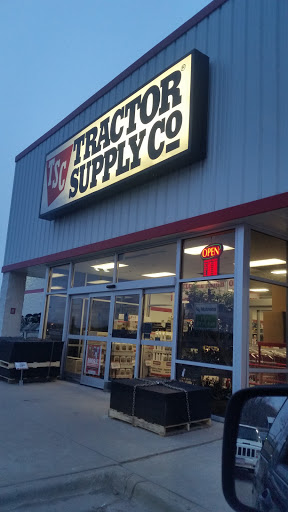 TSC
TRACTOR
SUPPLY CO
®
OPEN